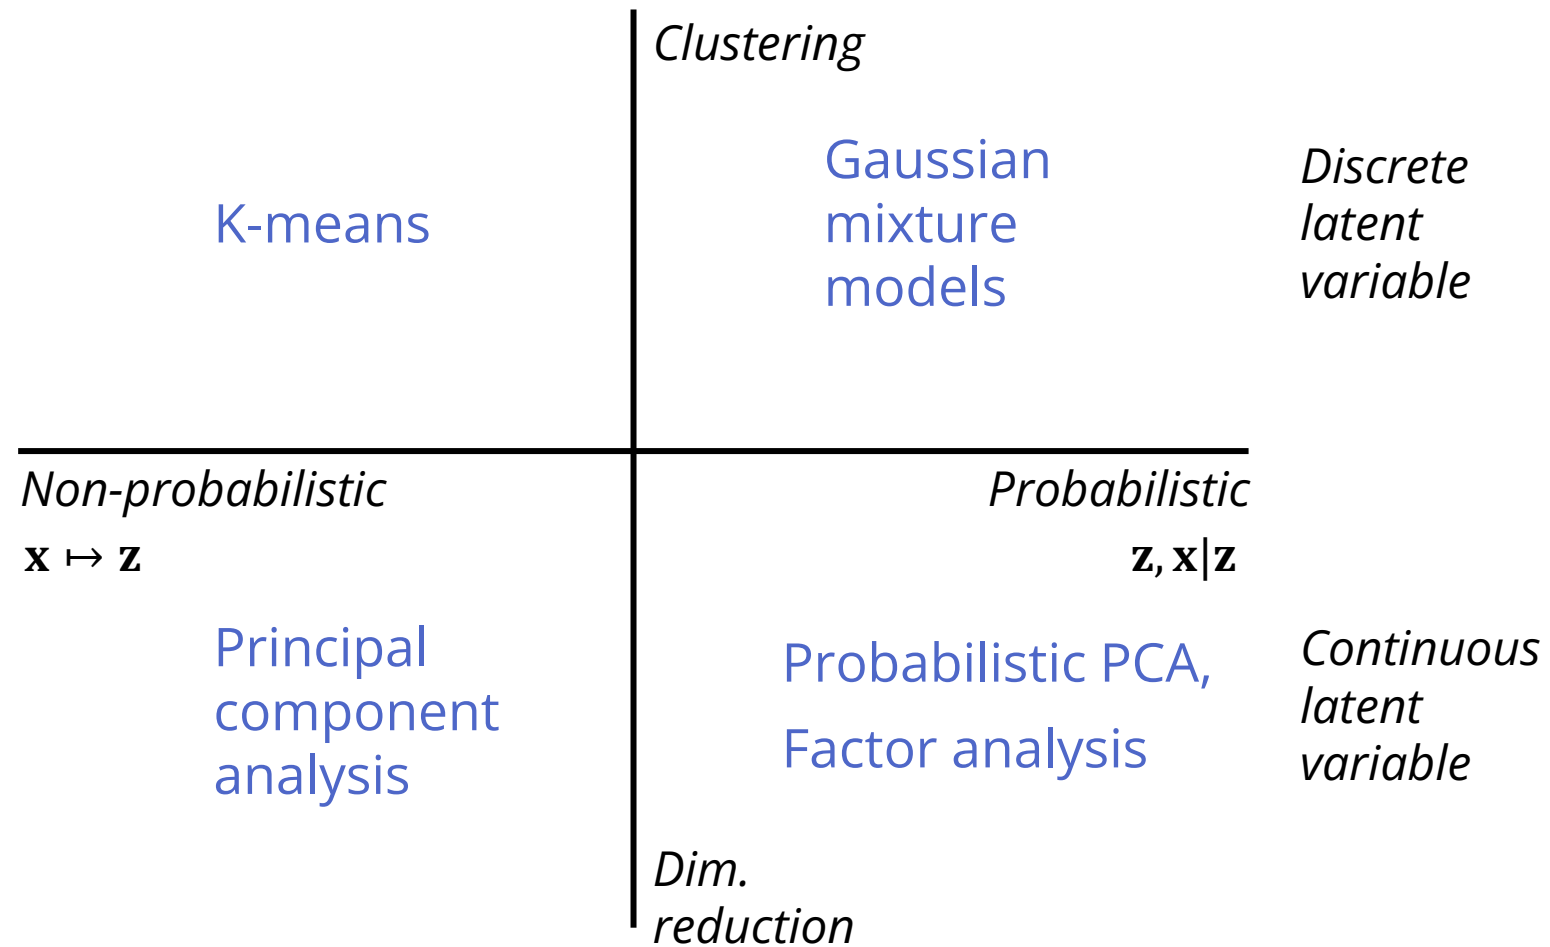 Clustering
K-means
Gaussian
mixture
models
Discrete
latent
variable
Non-probabilistic
Probabilistic
x ↦ z
z, x|z
Principal
component
analysis
Probabilistic PCA,
Factor analysis
Continuous
latent
variable
Dim.
reduction